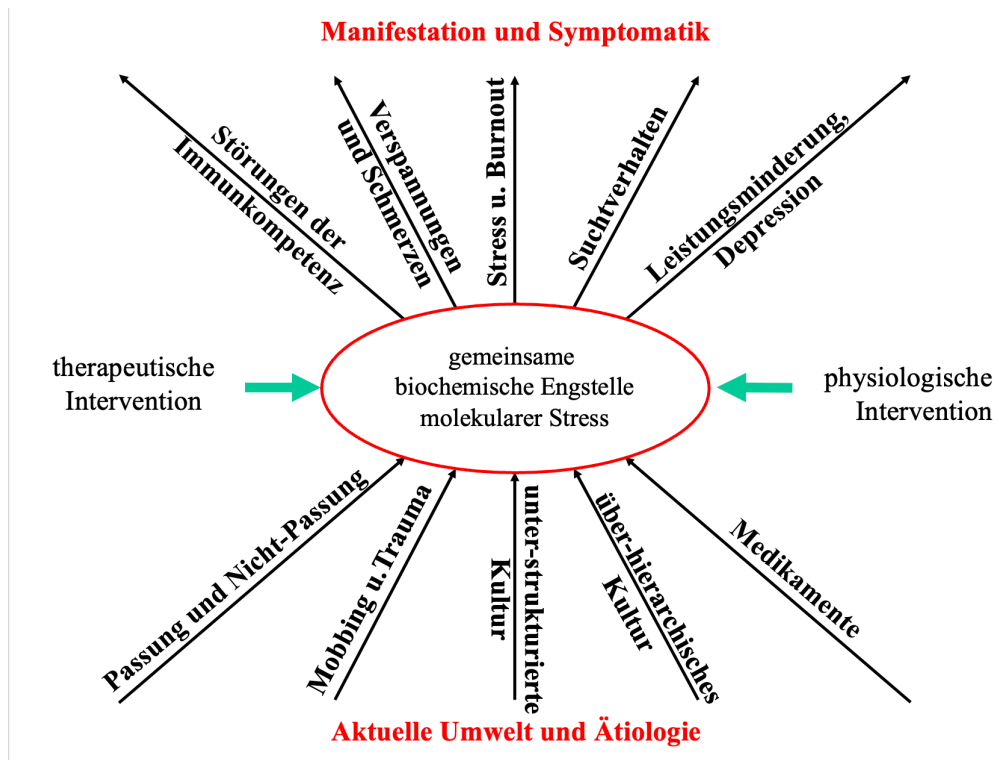 Manifestation und Symptomatik
Störungen der
Immunkompetenz
Verspannungen
und Schmerzen
Stress u. Burnout
Suchtverhalten
Leistungsminderung,
Depression
therapeutische
Intervention
gemeinsame
biochemische Engstelle
molekularer Stress
physiologische
Intervention
Passung und Nicht-Passung
Mobbing u. Trauma
unter-strukturierte
Kultur
über-hierarchisches
Kultur
Medikamente
Aktuelle Umwelt und Ätiologie